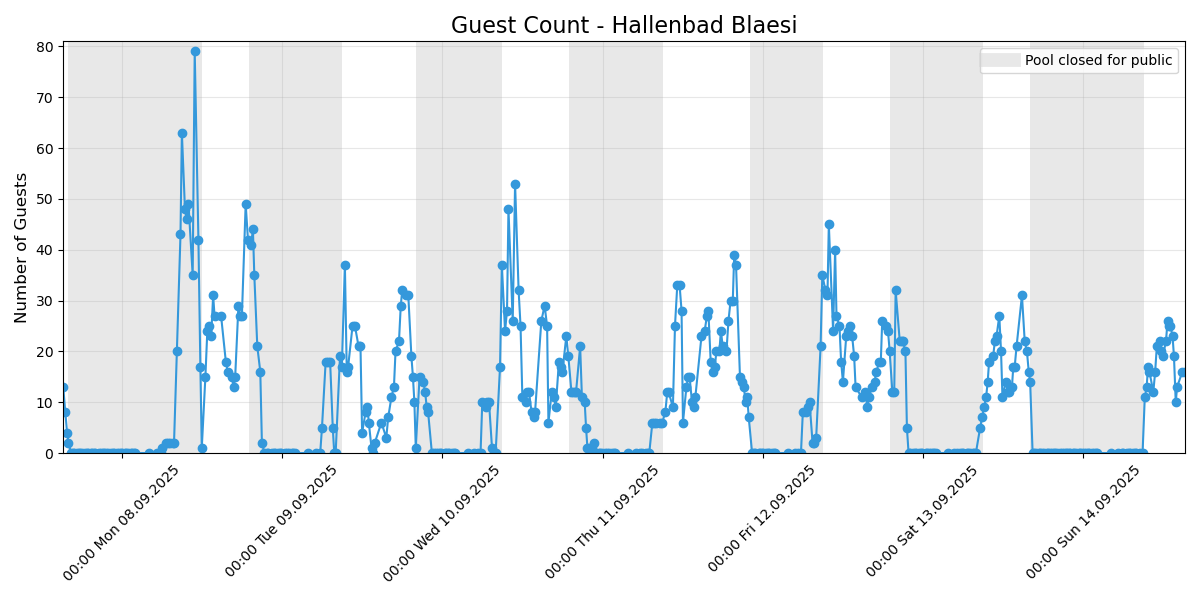 Guest Count - Hallenbad Blaesi
Pool closed for public
Number of Guests
80
70
60
50
40
30
20
10
0
00:00 Mon 08.09.2025
00:00 Tue 09.09.2025
00:00 Wed 10.09.2025
00:00 Thu 11.09.2025
00:00 Fri 12.09.2025
00:00 Sat 13.09.2025
00:00 Sun 14.09.2025